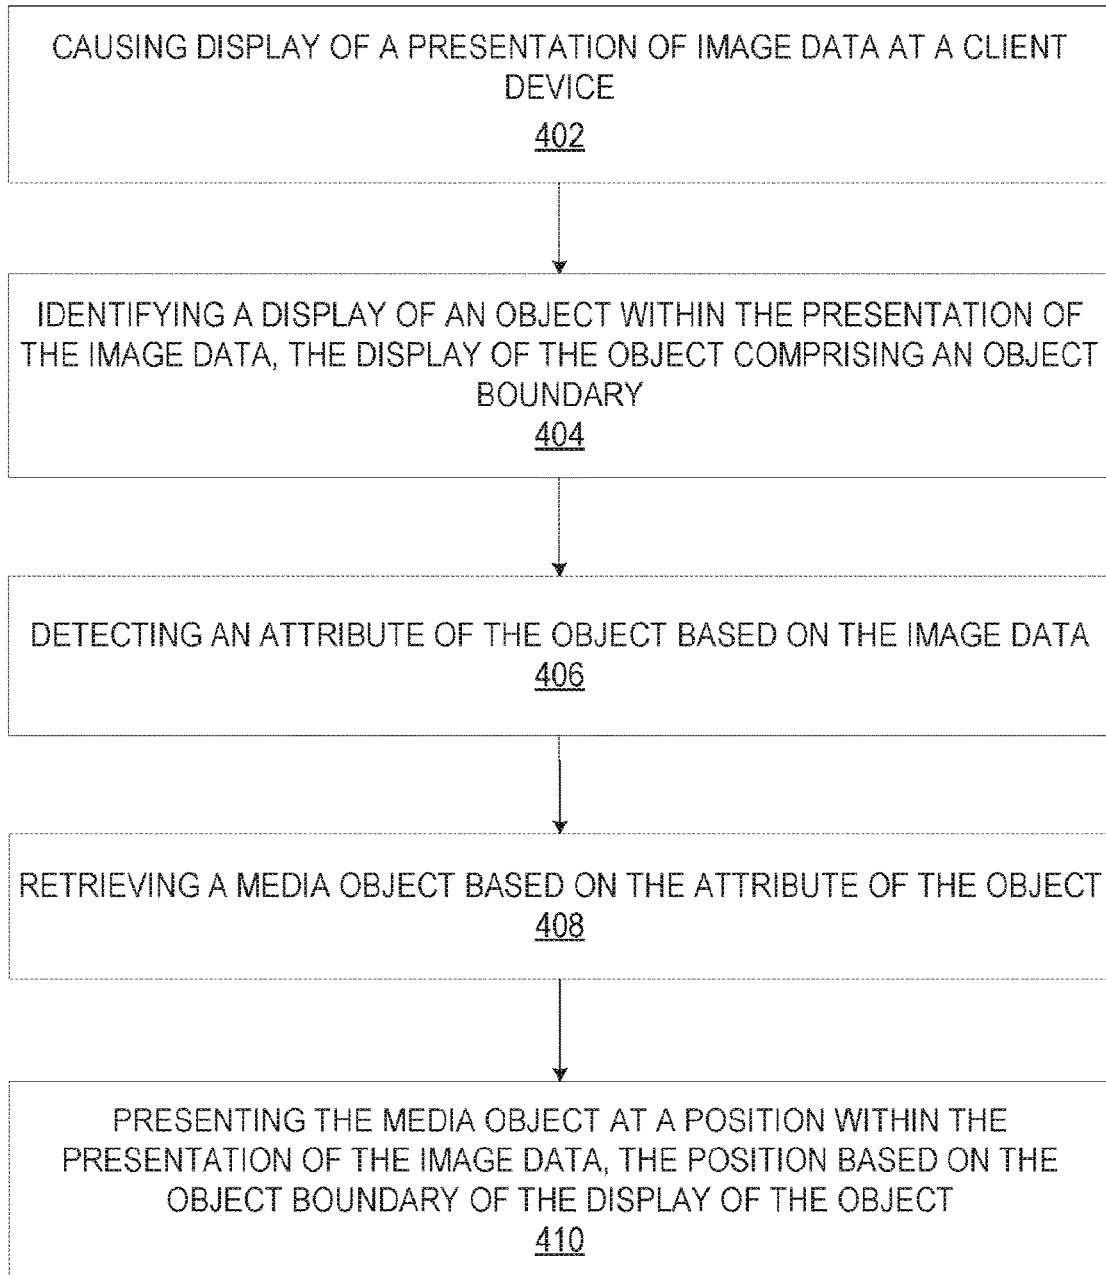 CAUSING DISPLAY OF A PRESENTATION OF IMAGE DATA AT A CLIENT
DEVICE
402
IDENTIFYING A DISPLAY OF AN OBJECT WITHIN THE PRESENTATION OF
THE IMAGE DATA, THE DISPLAY OF THE OBJECT COMPRISING AN OBJECT
BOUNDARY
404
DETECTING AN ATTRIBUTE OF THE OBJECT BASED ON THE IMAGE DATA
406
RETRIEVING A MEDIA OBJECT BASED ON THE ATTRIBUTE OF THE OBJECT
408
PRESENTING THE MEDIA OBJECT AT A POSITION WITHIN THE
PRESENTATION OF THE IMAGE DATA, THE POSITION BASED ON THE
OBJECT BOUNDARY OF THE DISPLAY OF THE OBJECT
410